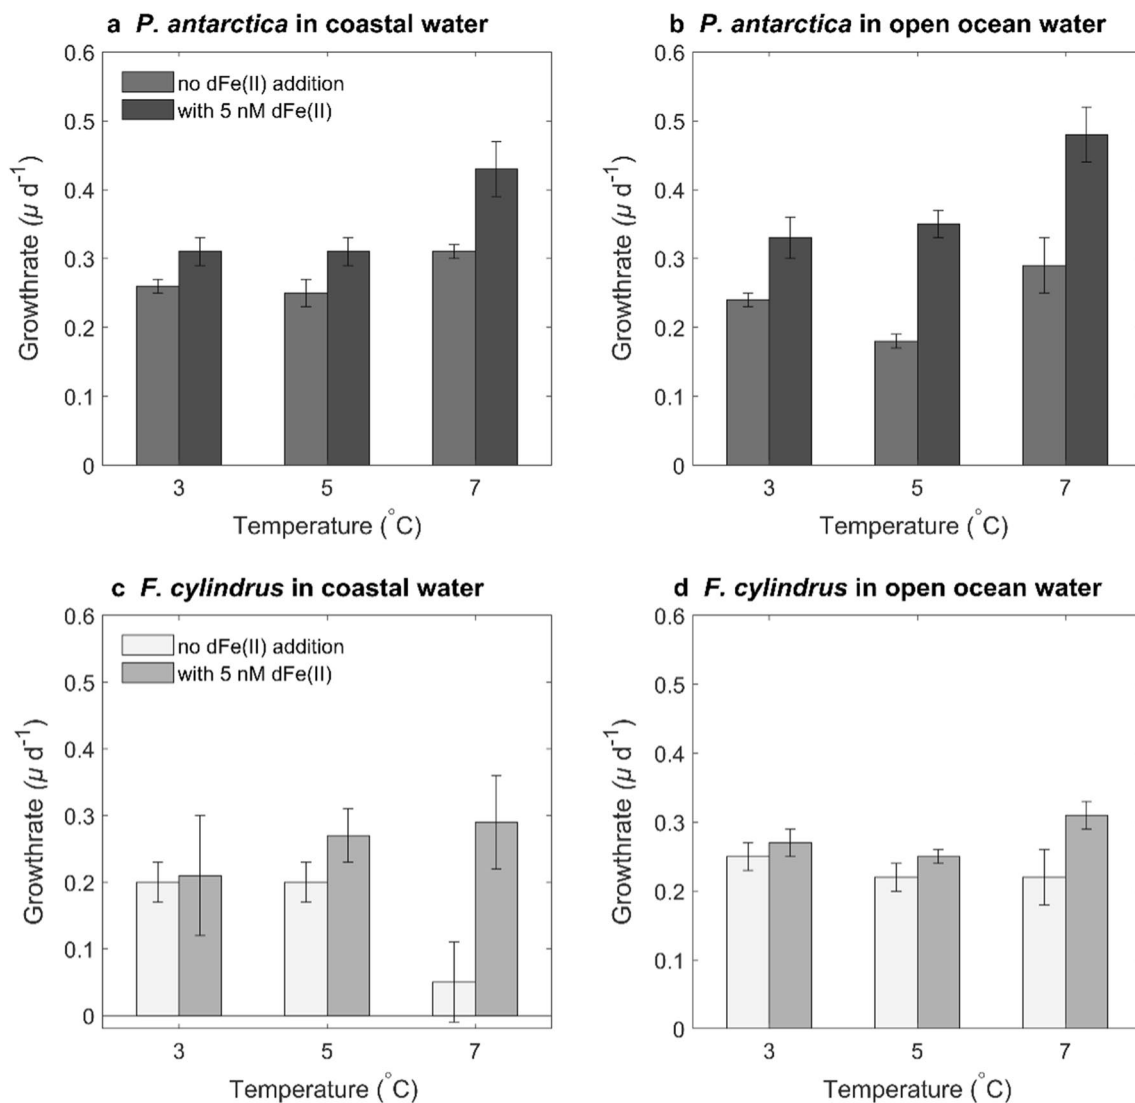 a P. antarctica in coastal water
0.6
0.5
0.4
0.3
0.2
0.1
0
Growthrate (µ d-1)
no dFe(II) addition
with 5 nM dFe(II)
3 5 7
Temperature (°C)
b P. antarctica in open ocean water
0.6
0.5
0.4
0.3
0.2
0.1
0
Growthrate (µ d-1)
3 5 7
Temperature (°C)
c F. cylindrus in coastal water
0.6
0.5
0.4
0.3
0.2
0.1
0
Growthrate (µ d-1)
no dFe(II) addition
with 5 nM dFe(II)
3 5 7
Temperature (°C)
d F. cylindrus in open ocean water
0.6
0.5
0.4
0.3
0.2
0.1
0
Growthrate (µ d-1)
3 5 7
Temperature (°C)